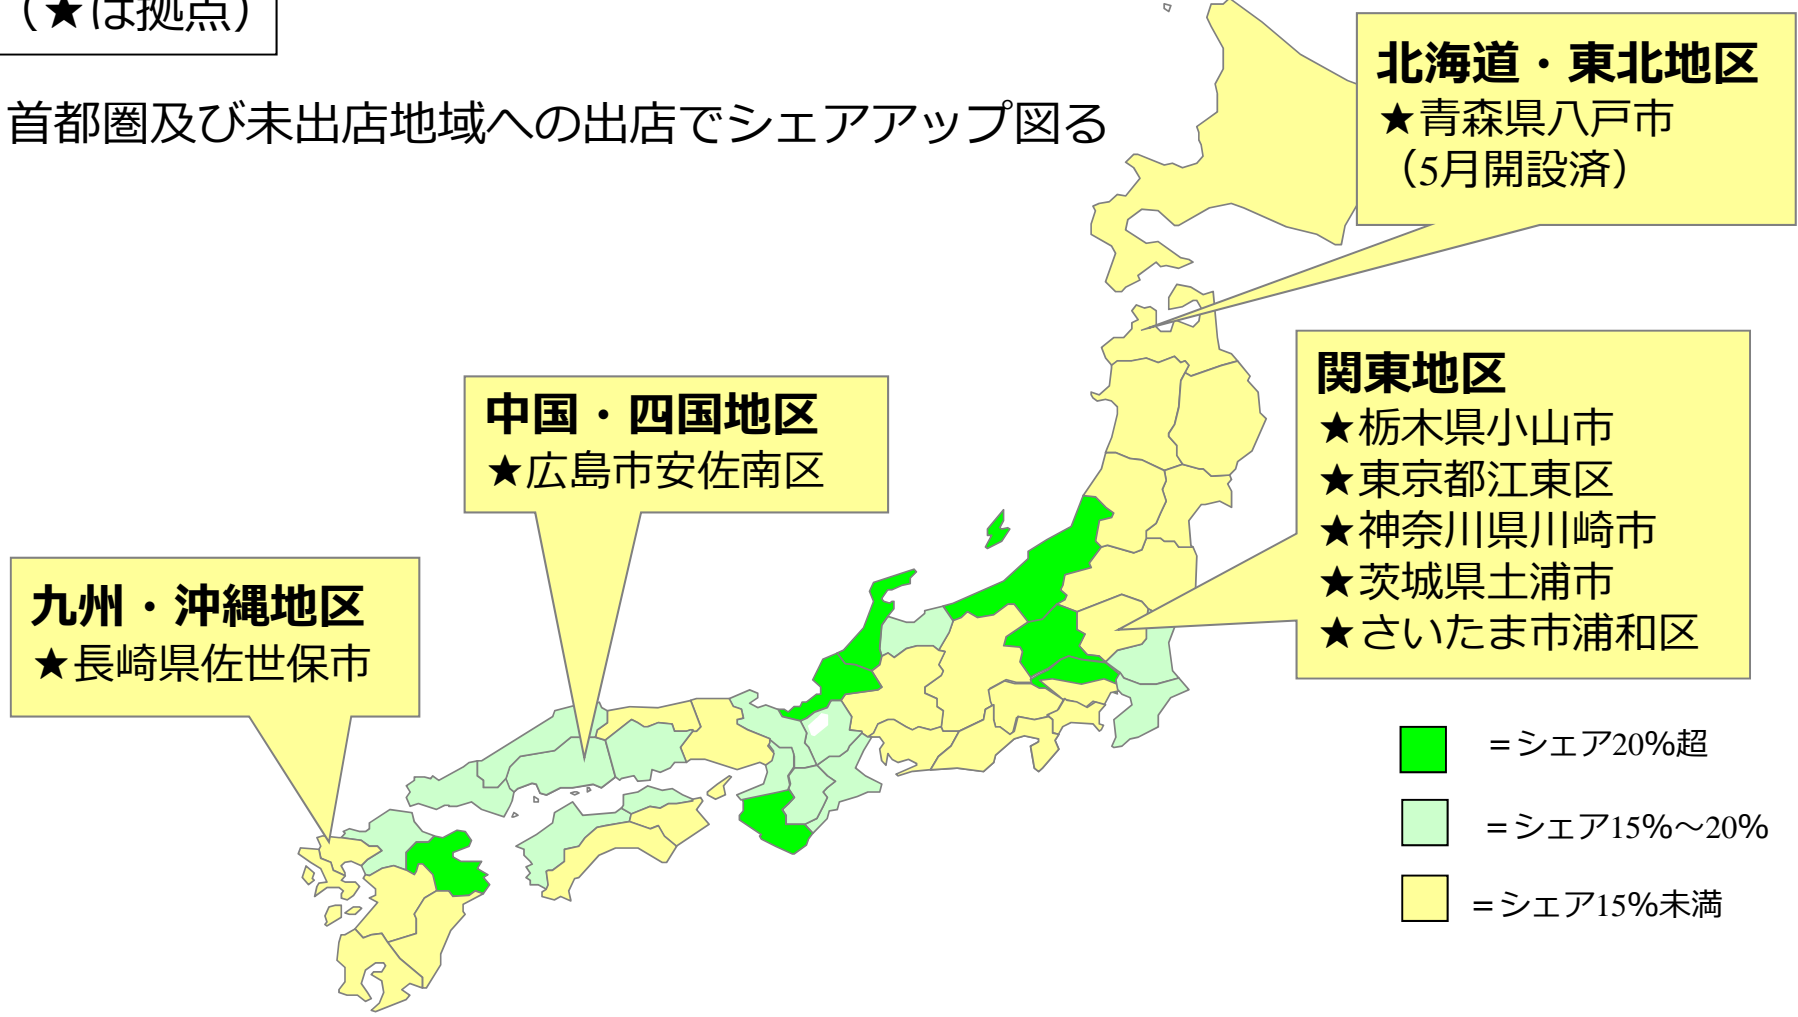 （★は拠点）
首都圏及び未出店地域への出店でシェアアップ図る
北海道・東北地区
★青森県八戸市
（5月開設済）
関東地区
★栃木県小山市
★東京都江東区
★神奈川県川崎市
★茨城県土浦市
★さいたま市浦和区
中国・四国地区
★広島市安佐南区
九州・沖縄地区
★長崎県佐世保市
＝シェア20%超
＝シェア15%～20%
＝シェア15%未満